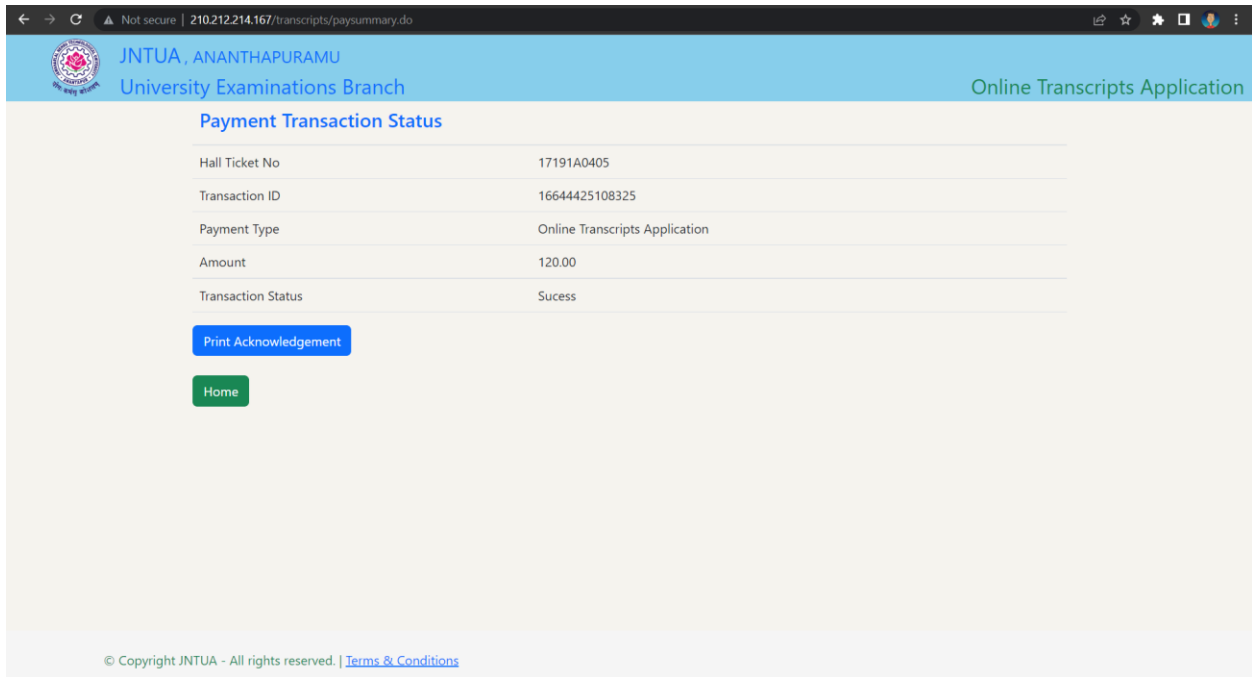 Not secure | 210.212.214.167/transcripts/paysummary.do
JNTUA, ANANTHAPURAMU
University Examinations Branch
Online Transcripts Application
Payment Transaction Status
Hall Ticket No 17191A0405
Transaction ID 16644425108325
Payment Type Online Transcripts Application
Amount 120.00
Transaction Status Sucess
Print Acknowledgement
Home
© Copyright JNTUA - All rights reserved. | Terms & Conditions